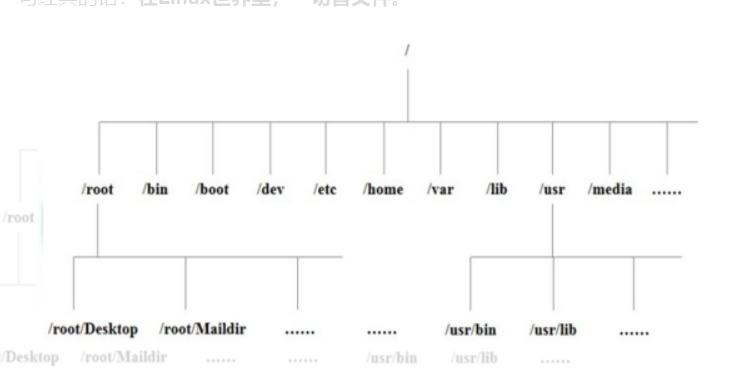 在Linux世界里，一切皆文件。
/
/root /bin /boot /dev /etc /home /var /lib /usr /media ……
/root
/root/Desktop /root/Maildir …… …… /usr/bin /usr/lib ……
/Desktop /root/Maildir …… …… /usr/bin /usr/lib ……